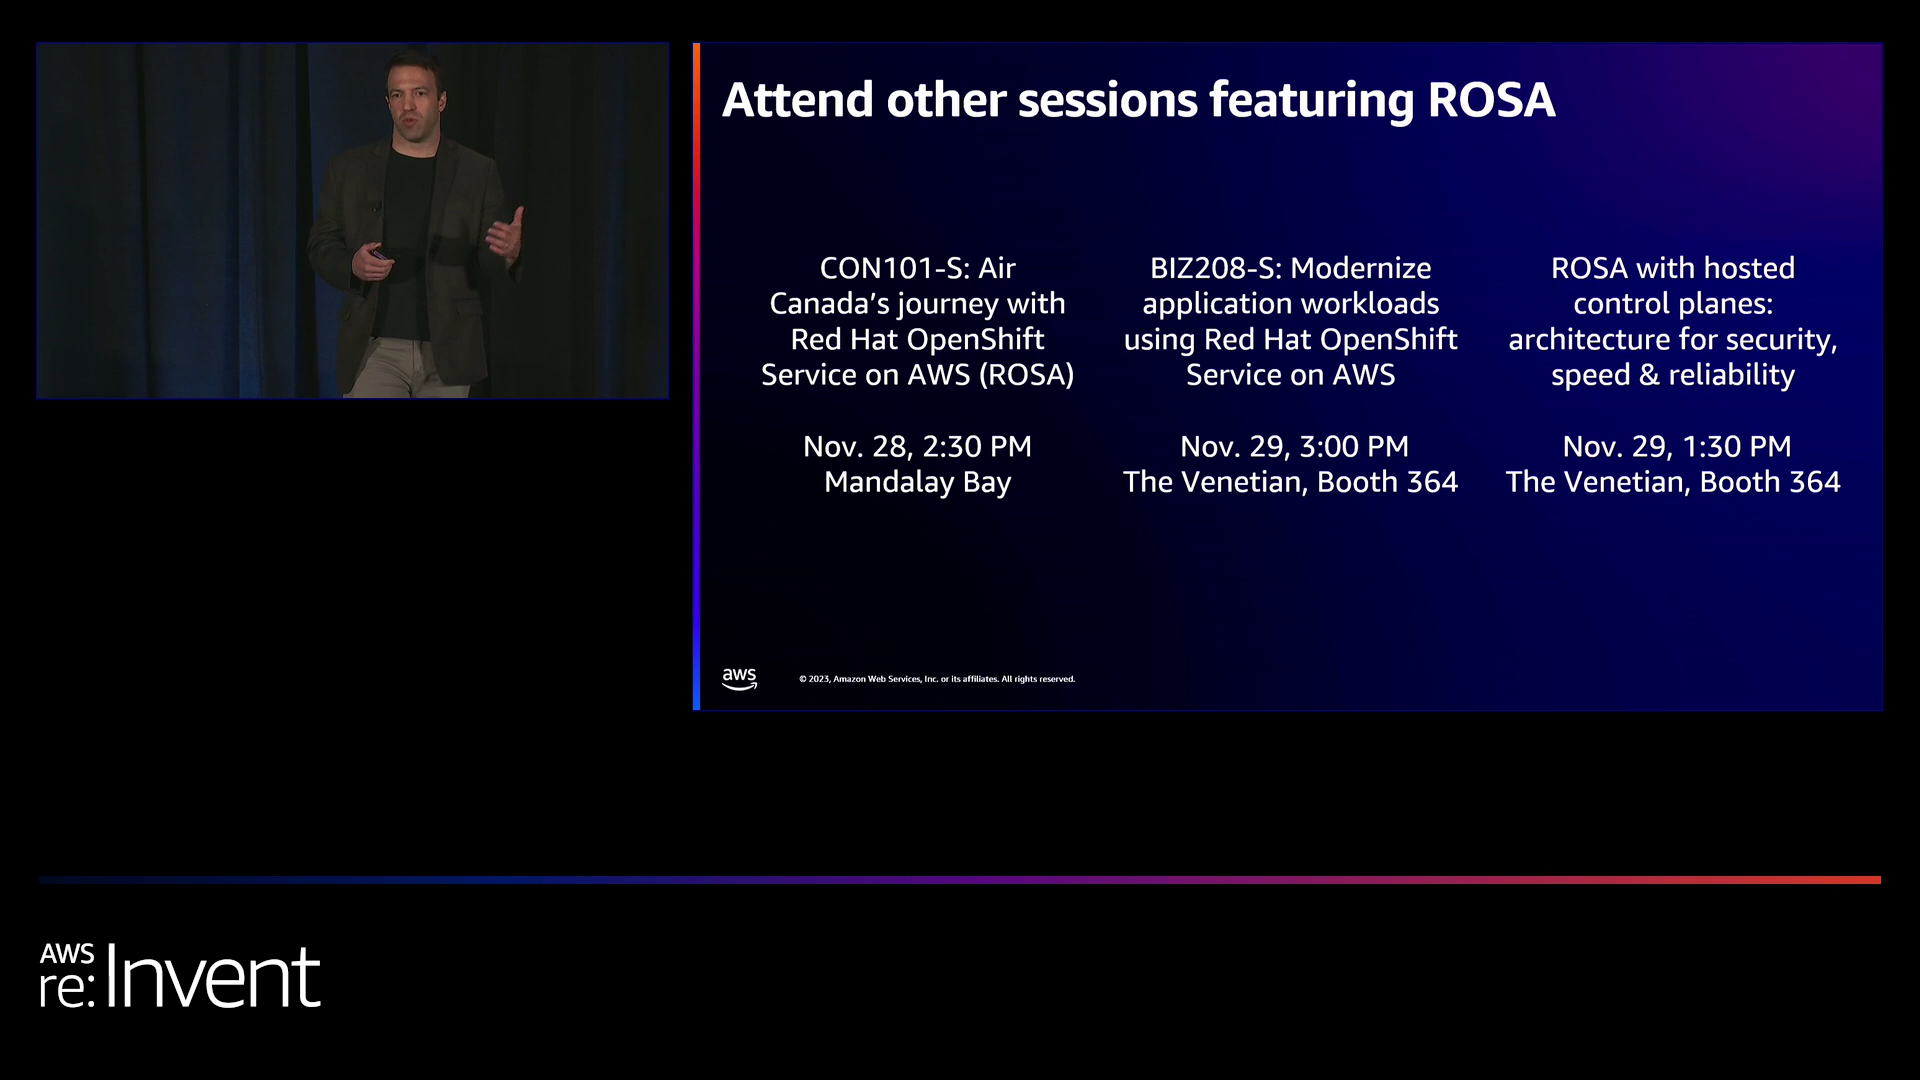 Attend other sessions featuring ROSA
CON101-S: Air
Canada’s journey with
Red Hat OpenShift
Service on AWS (ROSA)
Nov. 28, 2:30 PM
Mandalay Bay
BIZ208-S: Modernize
application workloads
using Red Hat OpenShift
Service on AWS
Nov. 29, 3:00 PM
The Venetian, Booth 364
ROSA with hosted
control planes:
architecture for security,
speed & reliability
Nov. 29, 1:30 PM
The Venetian, Booth 364
aws
© 2023, Amazon Web Services, Inc. or its affiliates. All rights reserved.
AWS
re:Invent